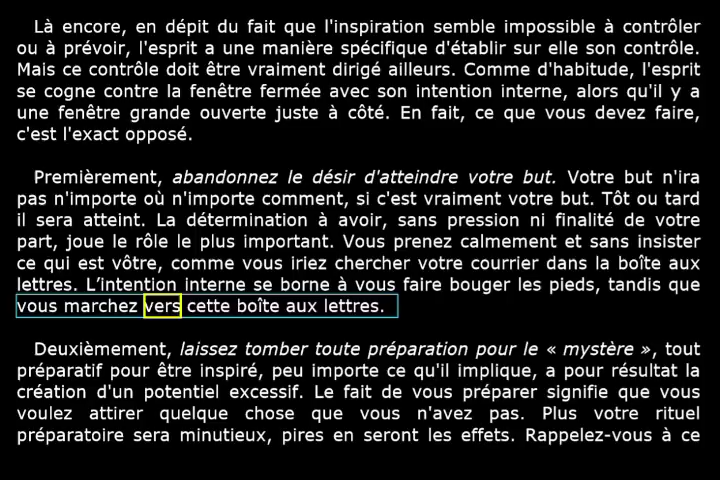 Là encore, en dépit du fait que l'inspiration semble impossible à contrôler
ou à prévoir, l'esprit a une manière spécifique d'établir sur elle son contrôle.
Mais ce contrôle doit être vraiment dirigé ailleurs. Comme d'habitude, l'esprit
se cogne contre la fenêtre fermée avec son intention interne, alors qu'il y a
une fenêtre grande ouverte juste à côté. En fait, ce que vous devez faire,
c'est l'exact opposé.
Premièrement, abandonnez le désir d'atteindre votre but. Votre but n'ira
pas n'importe où n'importe comment, si c'est vraiment votre but. Tôt ou tard
il sera atteint. La détermination à avoir, sans pression ni finalité de votre
part, joue le rôle le plus important. Vous prenez calmement et sans insister
ce qui est vôtre, comme vous iriez chercher votre courrier dans la boîte aux
lettres. L’intention interne se borne à vous faire bouger les pieds, tandis que
vous marchez vers cette boîte aux lettres.
Deuxièmement, laissez tomber toute préparation pour le « mystère », tout
préparatif pour être inspiré, peu importe ce qu'il implique, a pour résultat la
création d'un potentiel excessif. Le fait de vous préparer signifie que vous
voulez attirer quelque chose que vous n'avez pas. Plus votre rituel
préparatoire sera minutieux, pires en seront les effets. Rappelez-vous à ce